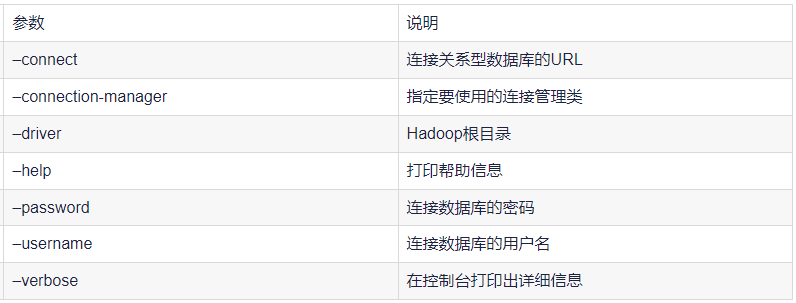 参数 说明
–connect 连接关系型数据库的URL
–connection-manager 指定要使用的连接管理类
–driver Hadoop根目录
–help 打印帮助信息
–password 连接数据库的密码
–username 连接数据库的用户名
–verbose 在控制台打印出详细信息